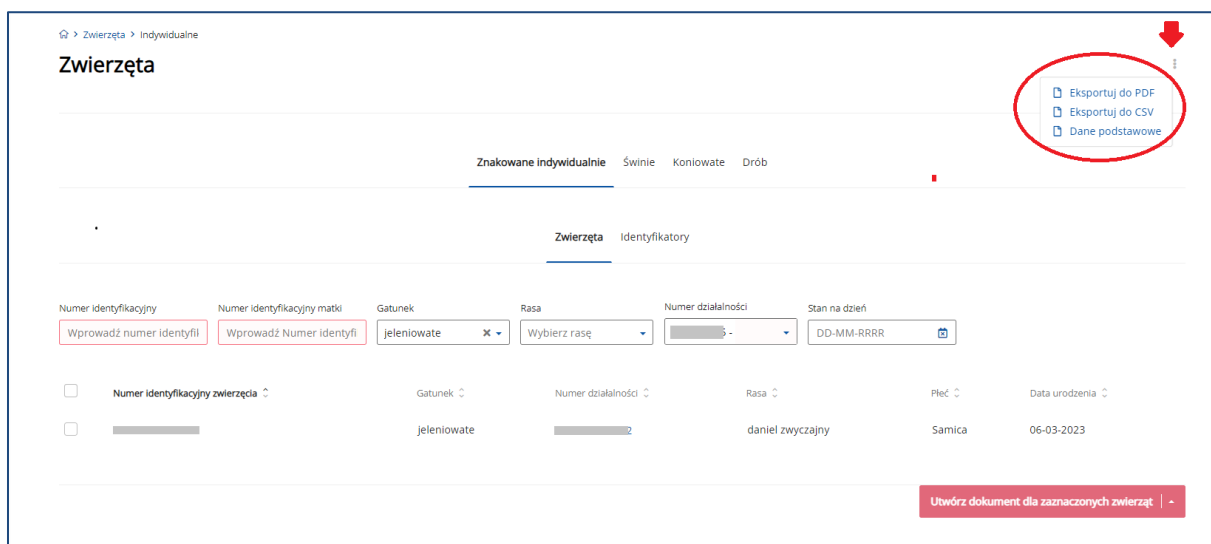 Zwierzęta > Indywidualne
Zwierzęta
Eksportuj do PDF
Eksportuj do CSV
Dane podstawowe
Znakowane indywidualnie Świnie Koniowate Drób
Zwierzęta Identyfikatory
Numer identyfikacyjny Numer identyfikacyjny matki Gatunek Rasa Numer działalności Stan na dzień
Wprowadź numer Wprowadź Numer jeleniowate Wybierz rasę - DD-MM-RRRR
Numer identyfikacyjny zwierzęcia Gatunek Numer działalności Rasa Płeć Data urodzenia
jeleniowate 2 daniel zwyczajny Samica 06-03-2023
Utwórz dokument dla zaznaczonych zwierząt